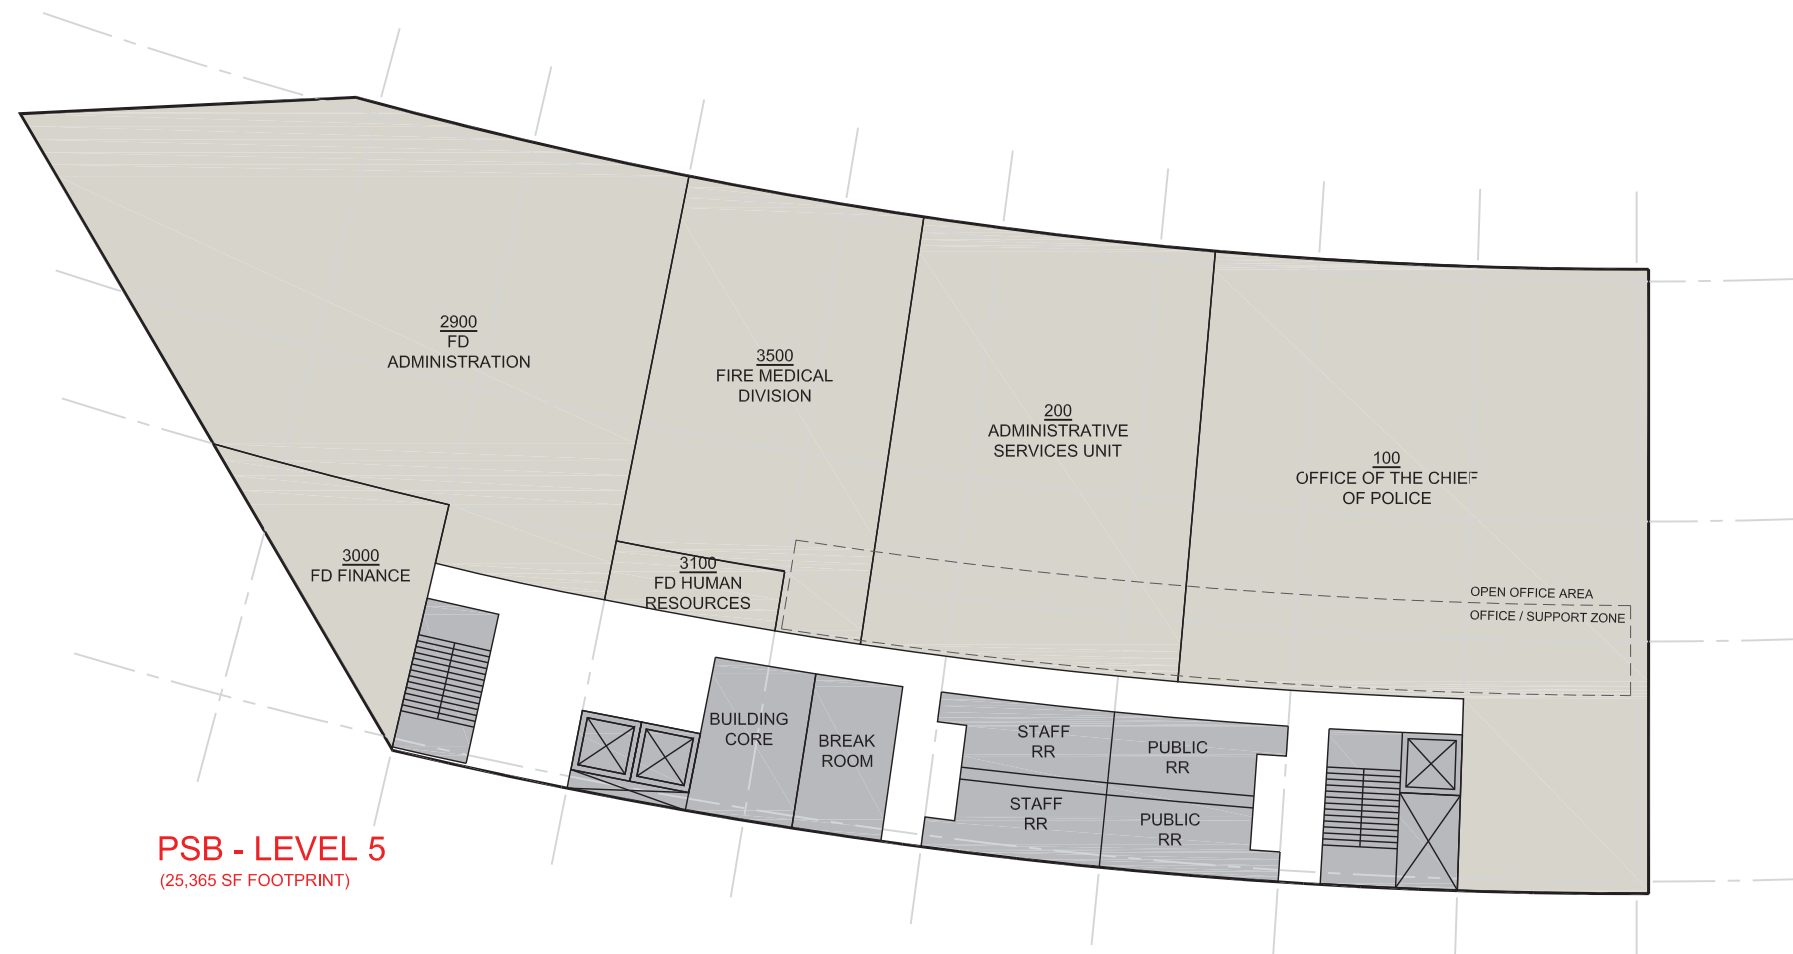 2900
FD
ADMINISTRATION
3500
FIRE MEDICAL
DIVISION
200
ADMINISTRATIVE
SERVICES UNIT
100
OFFICE OF THE CHIEF
OF POLICE
3000
FD FINANCE
3100
FD HUMAN
RESOURCES
OPEN OFFICE AREA
OFFICE / SUPPORT ZONE
BUILDING
CORE
BREAK
ROOM
STAFF
RR
PUBLIC
RR
STAFF
RR
PUBLIC
RR
PSB - LEVEL 5
(25,365 SF FOOTPRINT)